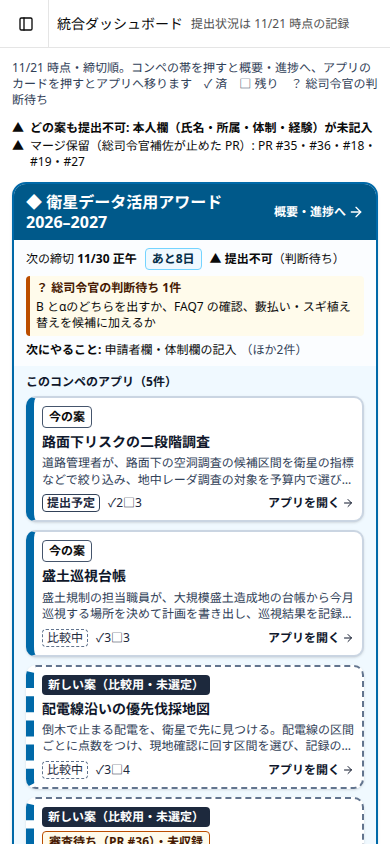 統合ダッシュボード 提出状況は 11/21 時点の記録
11/21 時点・締切順。コンペの帯を押すと概要・進捗へ、アプリの
カードを押すとアプリへ移ります ✓ 済 □ 残り ？ 総司令官の判
断待ち
▲ どの案も提出不可: 本人欄（氏名・所属・体制・経験）が未記入
▲ マージ保留（総司令官補佐が止めた PR）: PR #35・#36・#18・
#19・#27
◆ 衛星データ活用アワード
2026–2027
概要・進捗へ →
次の締切 11/30 正午 あと8日 ▲ 提出不可（判断待ち）
？ 総司令官の判断待ち 1件
B とαのどちらを出すか、FAQ7 の確認、藪払い・スギ植え
替えを候補に加えるか
次にやること: 申請者欄・体制欄の記入 （ほか2件）
このコンペのアプリ（5件）
今の案
路面下リスクの二段階調査
道路管理者が、路面下の空洞調査の候補区間を衛星の指標
などで絞り込み、地中レーダ調査の対象を予算内で選び…
提出予定 ✓2□3 アプリを開く →
今の案
盛土巡視台帳
盛土規制の担当職員が、大規模盛土造成地の台帳から今月
巡視する場所を決めて計画を書き出し、巡視結果を記録…
比較中 ✓3□3 アプリを開く →
新しい案（比較用・未選定）
配電線沿いの優先伐採地図
倒木で止まる配電を、衛星で先に見つける。配電線の区間
ごとに点数をつけ、現地確認に回す区間を選び、記録の…
比較中 ✓3□4 アプリを開く →
新しい案（比較用・未選定）
審査待ち（PR #36）・未収録